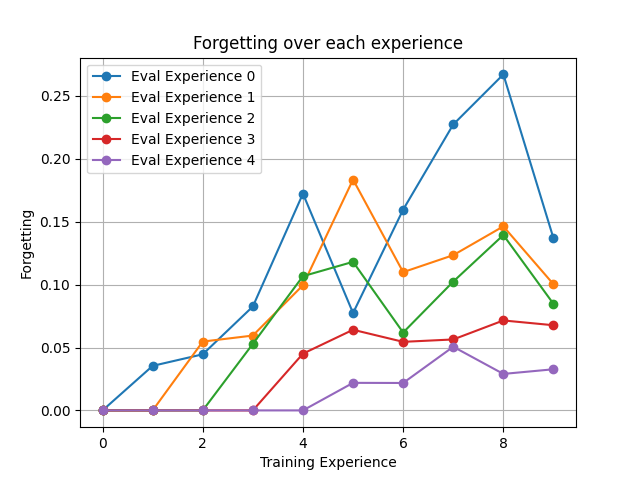 Forgetting over each experience
Eval Experience 0
Eval Experience 1
Eval Experience 2
Eval Experience 3
Eval Experience 4
0.25
0.20
0.15
0.10
0.05
0.00
Forgetting
0 2 4 6 8
Training Experience